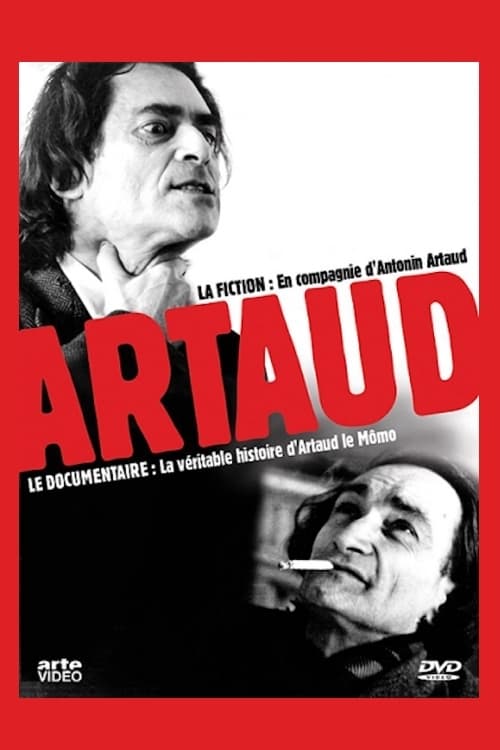 LA FICTION : En compagnie d'Antonin Artaud
ARTAUD
LE DOCUMENTAIRE : La véritable histoire d'Artaud le Mômo
arte
VIDEO
DVD
VIDEO